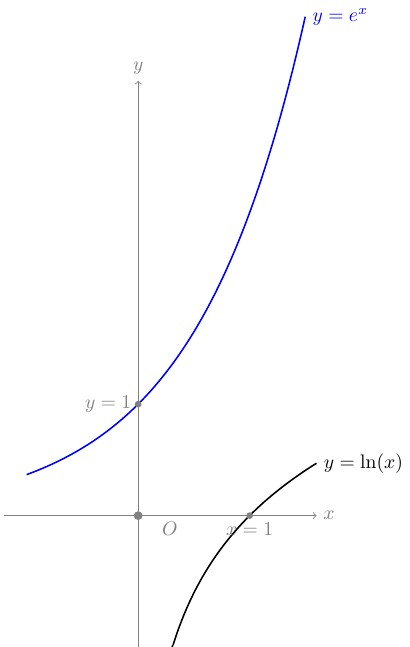 y = e^x
y
y = 1
y = ln(x)
x
O
x = 1